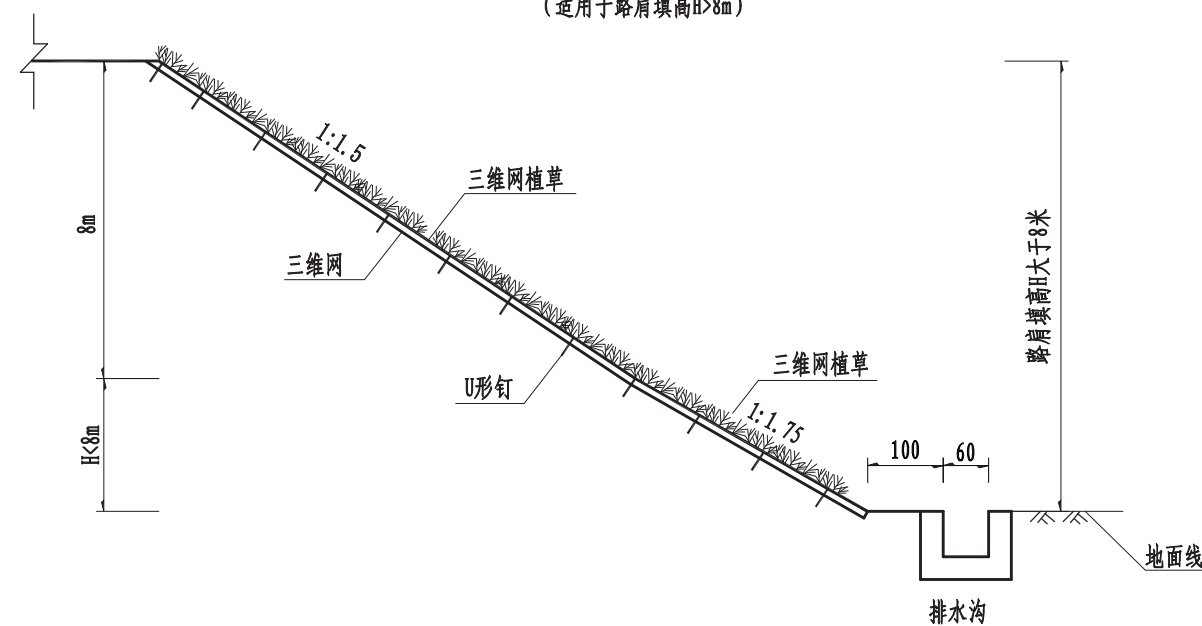 (适用于路肩填高H>8m)
1:1.5
三维网植草
8m
三维网
路肩填高H大于8米
三维网植草
U形钉
1:1.75
H<8m
100
60
地面线
排水沟